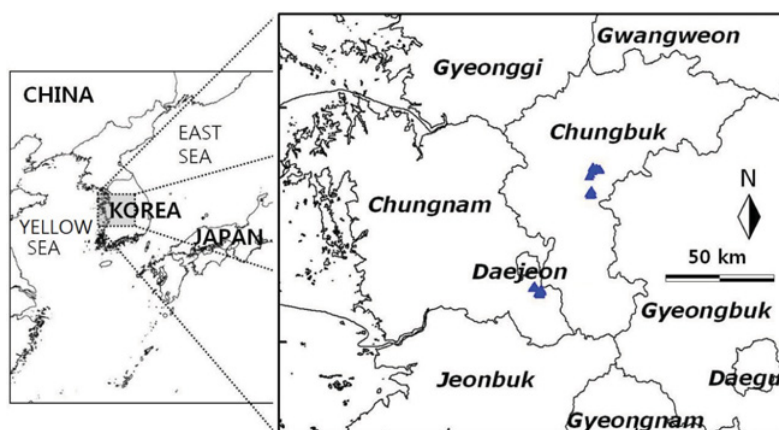 CHINA
EAST
SEA
YELLOW
SEA
KOREA
JAPAN
Gwangweon
Gyeonggi
Chungbuk
Chungnam
N
50 km
Daejeon
Gyeongbuk
Jeonbuk
Daegu
Gyeongnam